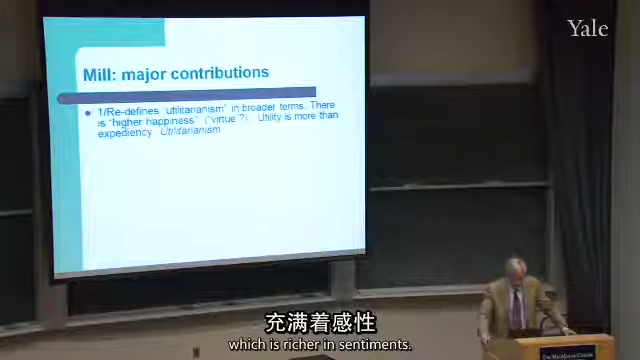 Yale
Mill: major contributions
1/Re-defines "utilitarianism" in broader terms. There
is "higher happiness" ("virtue"?). Utility is more than
expediency Utilitarianism
充满着感性
which is richer in sentiments.